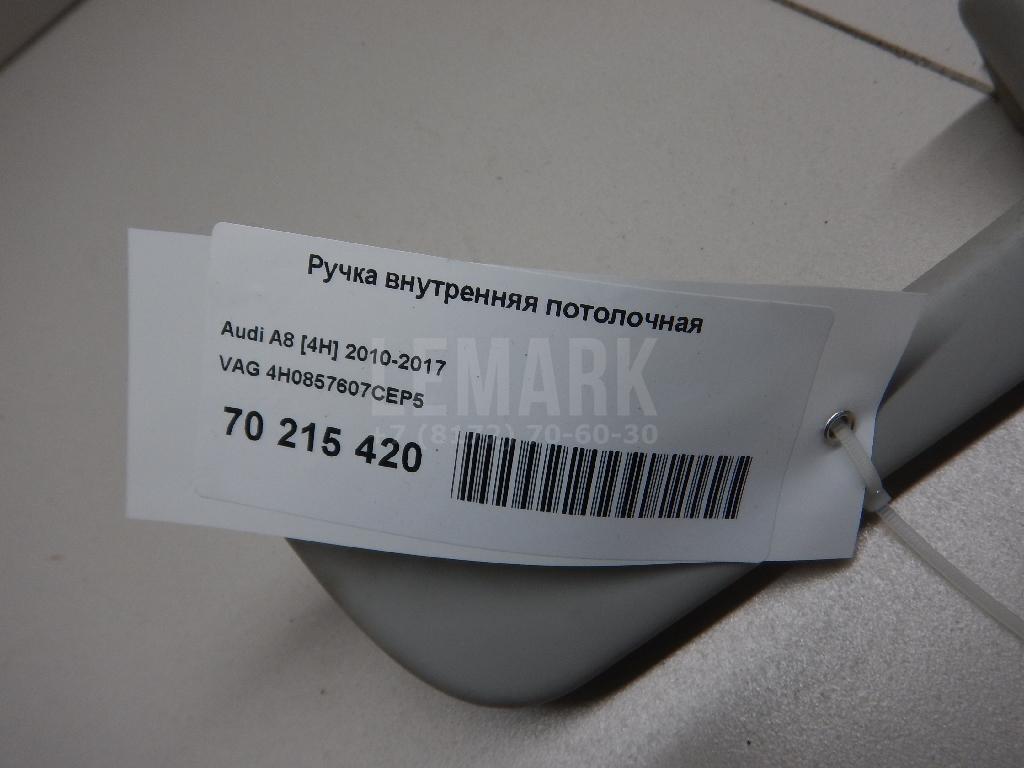 Ручка внутренняя потолочная
Audi A8 [4H] 2010-2017
VAG 4H0857607CEP5
70 215 420
LEMARK
+7 (8172) 70-60-30